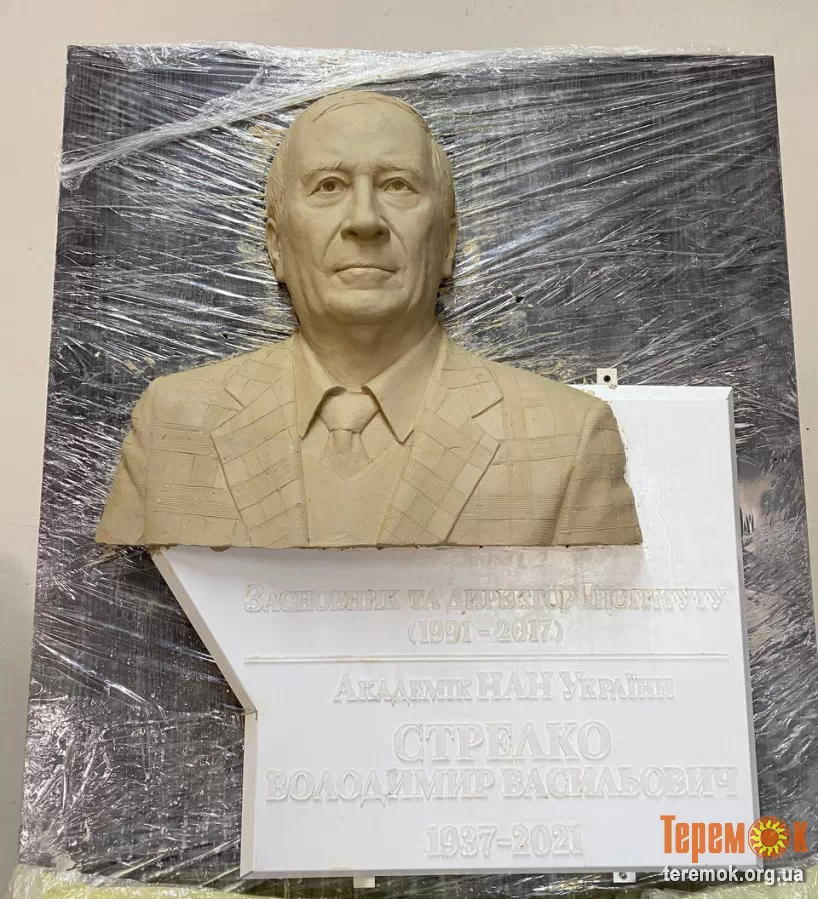 Засновник та директор Інституту
(1991 – 2017)
Академік НАН України
СТРЕЛКО
ВОЛОДИМИР ВАСИЛЬОВИЧ
1937–2021
Теремок
teremok.org.ua